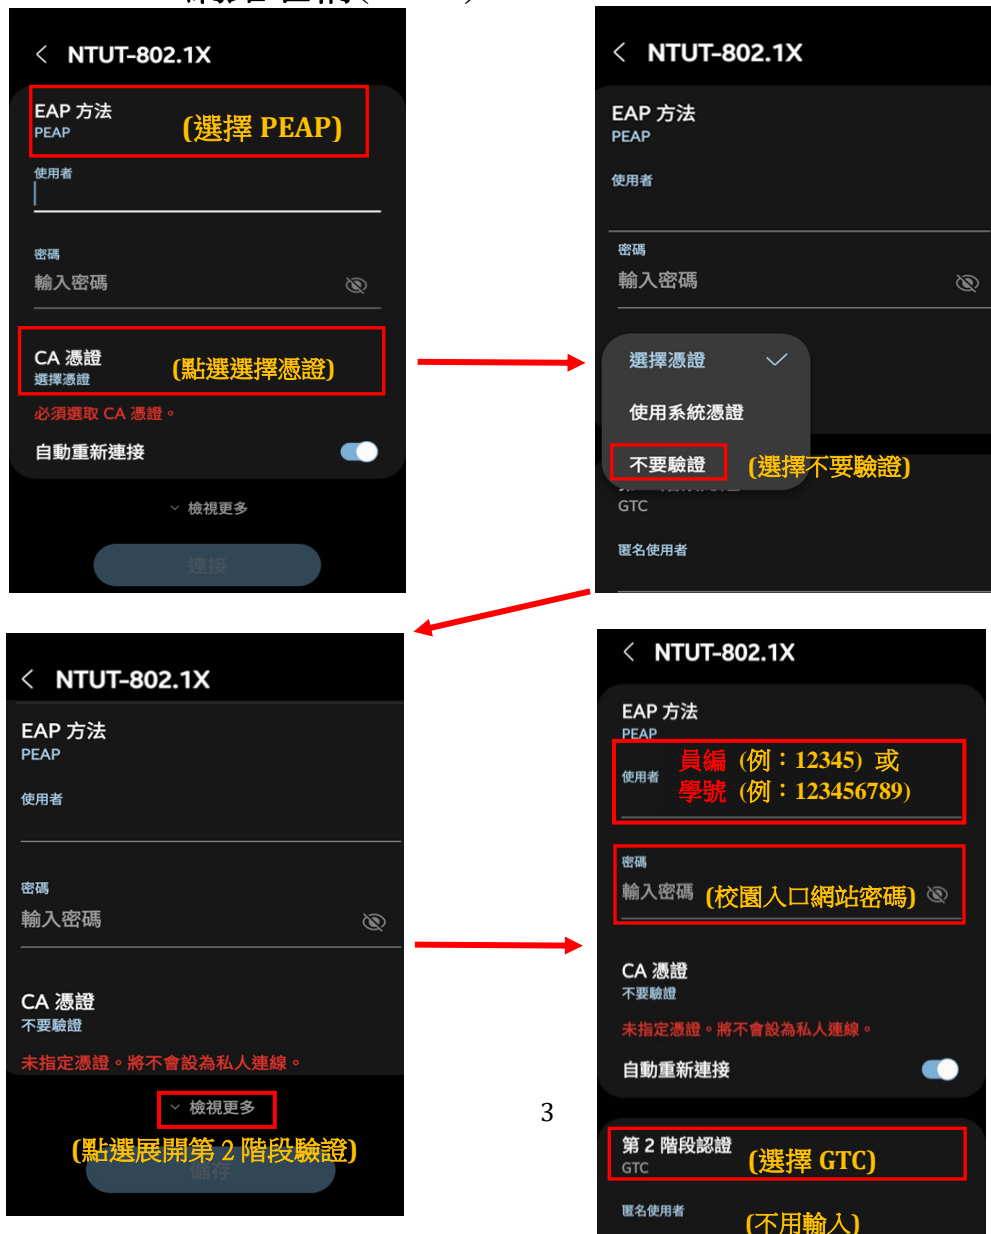 NTUT-802.1X
EAP 方法
PEAP
(選擇 PEAP)
使用者
密碼
輸入密碼
CA 憑證
選擇憑證
(點選選擇憑證)
必須選取 CA 憑證。
自動重新連接
檢視更多
連接
NTUT-802.1X
EAP 方法
PEAP
使用者
密碼
輸入密碼
選擇憑證
使用系統憑證
不要驗證
(選擇不要驗證)
GTC
匿名使用者
NTUT-802.1X
EAP 方法
PEAP
使用者
密碼
輸入密碼
CA 憑證
不要驗證
未指定憑證。將不會設為私人連線。
檢視更多
(點選展開第 2 階段驗證)
儲存
NTUT-802.1X
EAP 方法
PEAP
使用者
員編 (例：12345) 或
學號 (例：123456789)
密碼
輸入密碼 (校園入口網站密碼)
CA 憑證
不要驗證
未指定憑證。將不會設為私人連線。
自動重新連接
第 2 階段認證
GTC
(選擇 GTC)
匿名使用者
(不用輸入)
3